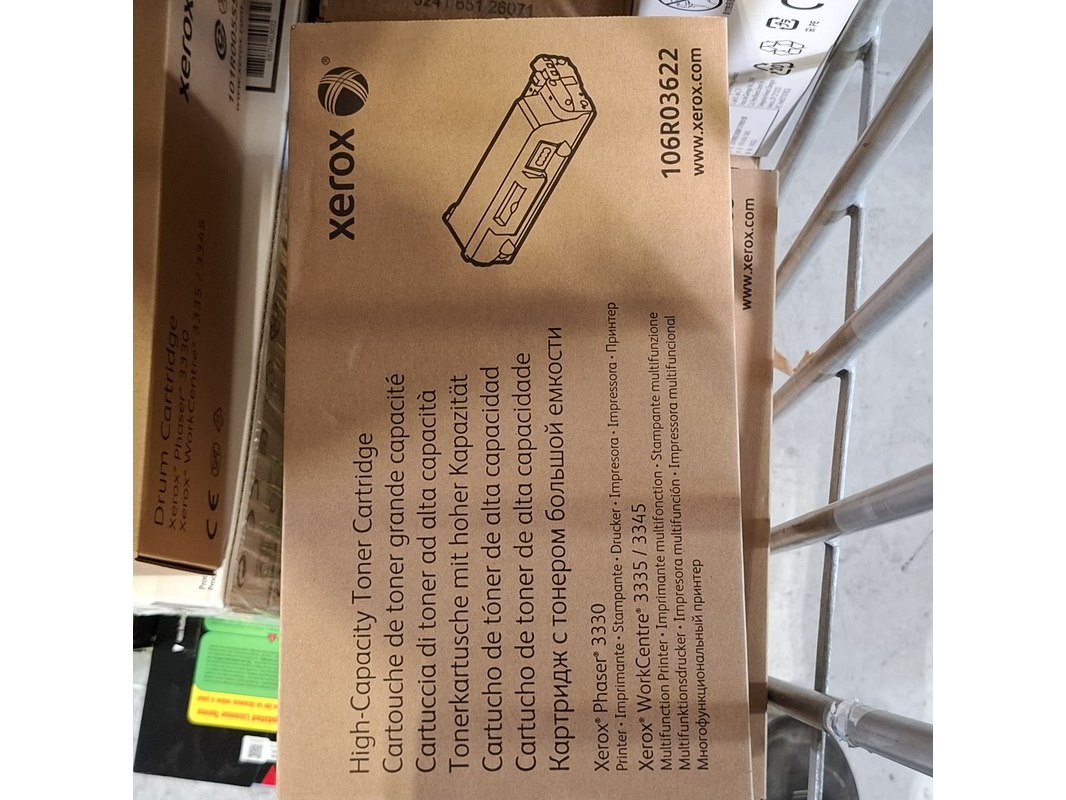 xerox
106R03622
www.xerox.com
High-Capacity Toner Cartridge
Cartouche de toner grande capacité
Cartuccia di toner ad alta capacità
Tonerkartusche mit hoher Kapazität
Cartucho de tóner de alta capacidad
Cartucho de toner de alta capacidade
Картридж с тонером большой емкости
Xerox® Phaser® 3330
Printer • Imprimante • Stampante • Drucker • Impresora • Impressora • Принтер
Xerox® WorkCentre® 3335 / 3345
Multifunction Printer • Imprimante multifonction • Stampante multifunzione
Multifunktionsdrucker • Impresora multifunción • Impressora multifuncional
Многофункциональный принтер
xerox
Drum Cartridge
Xerox® Phaser® 3330
Xerox® WorkCentre® 3335 / 3345
CE
www.xerox.com
651 26071